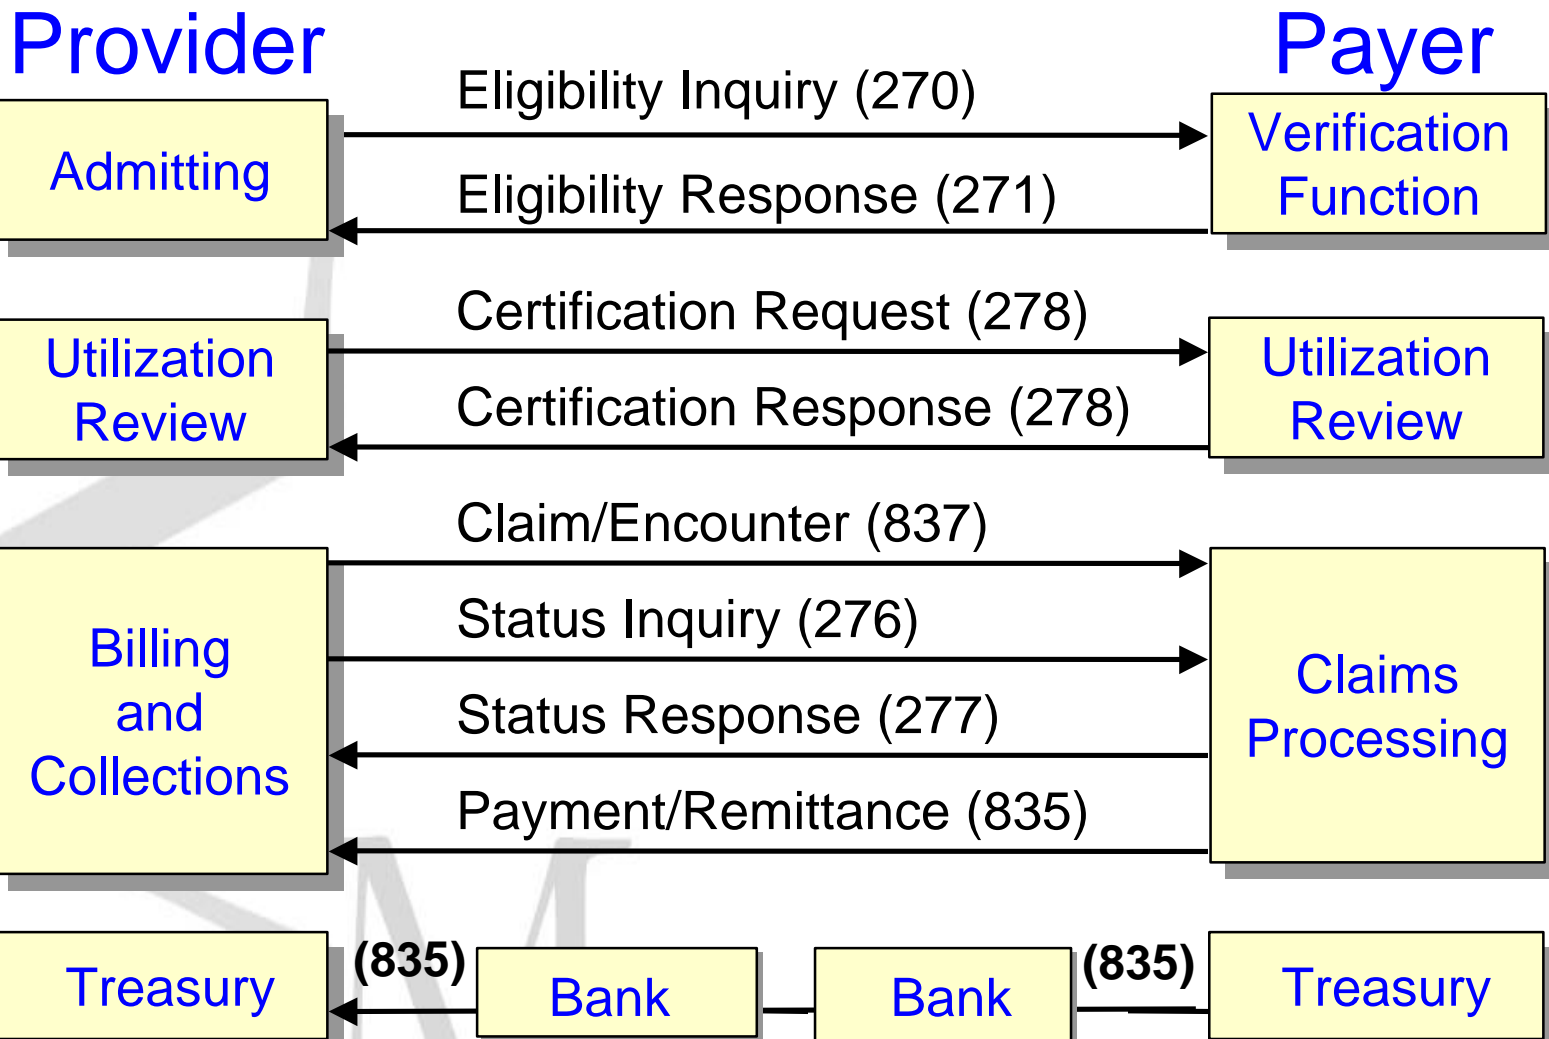 Provider
Payer
Eligibility Inquiry (270)
Admitting
Verification
Function
Eligibility Response (271)
Certification Request (278)
Utilization
Review
Utilization
Review
Certification Response (278)
Claim/Encounter (837)
Status Inquiry (276)
Billing
and
Collections
Claims
Processing
Status Response (277)
Payment/Remittance (835)
Treasury
(835)
Bank
Bank
(835)
Treasury